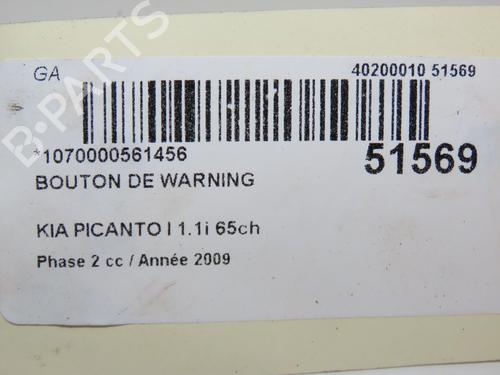 GA
40200010 51569
*1070000561456
51569
BOUTON DE WARNING
KIA PICANTO I 1.1i 65ch
Phase 2 cc / Année 2009
B-PARTS